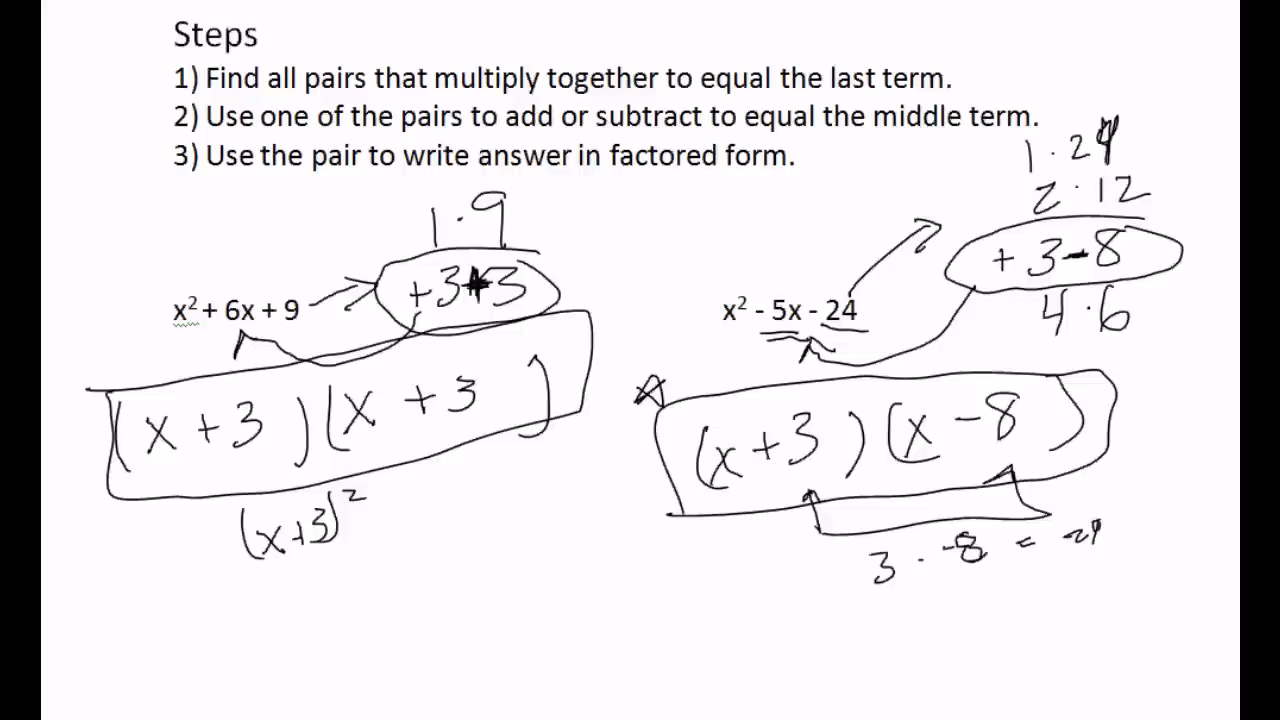 Steps
1) Find all pairs that multiply together to equal the last term.
2) Use one of the pairs to add or subtract to equal the middle term.
3) Use the pair to write answer in factored form.
1 · 24
2 · 12
+ 3 - 8
4 · 6
1 · 9
+3 +3
x² + 6x + 9
x² - 5x - 24
(x + 3)(x + 3)
(x+3)²
(x+3)(x - 8)
3 · -8 = -24